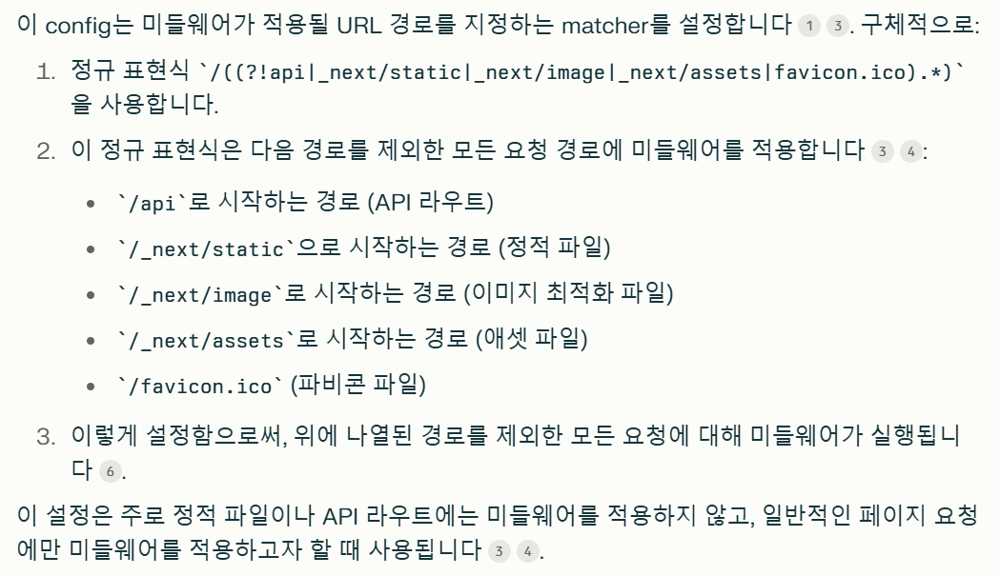 이 config는 미들웨어가 적용될 URL 경로를 지정하는 matcher를 설정합니다 1 3. 구체적으로:
1. 정규 표현식 `/((?!api|_next/static|_next/image|_next/assets|favicon.ico).*)`
을 사용합니다.
2. 이 정규 표현식은 다음 경로를 제외한 모든 요청 경로에 미들웨어를 적용합니다 3 4:
• `/api`로 시작하는 경로 (API 라우트)
• `/_next/static`으로 시작하는 경로 (정적 파일)
• `/_next/image`로 시작하는 경로 (이미지 최적화 파일)
• `/_next/assets`로 시작하는 경로 (애셋 파일)
• `/favicon.ico` (파비콘 파일)
3. 이렇게 설정함으로써, 위에 나열된 경로를 제외한 모든 요청에 대해 미들웨어가 실행됩니
다 6.
이 설정은 주로 정적 파일이나 API 라우트에는 미들웨어를 적용하지 않고, 일반적인 페이지 요청
에만 미들웨어를 적용하고자 할 때 사용됩니다 3 4.